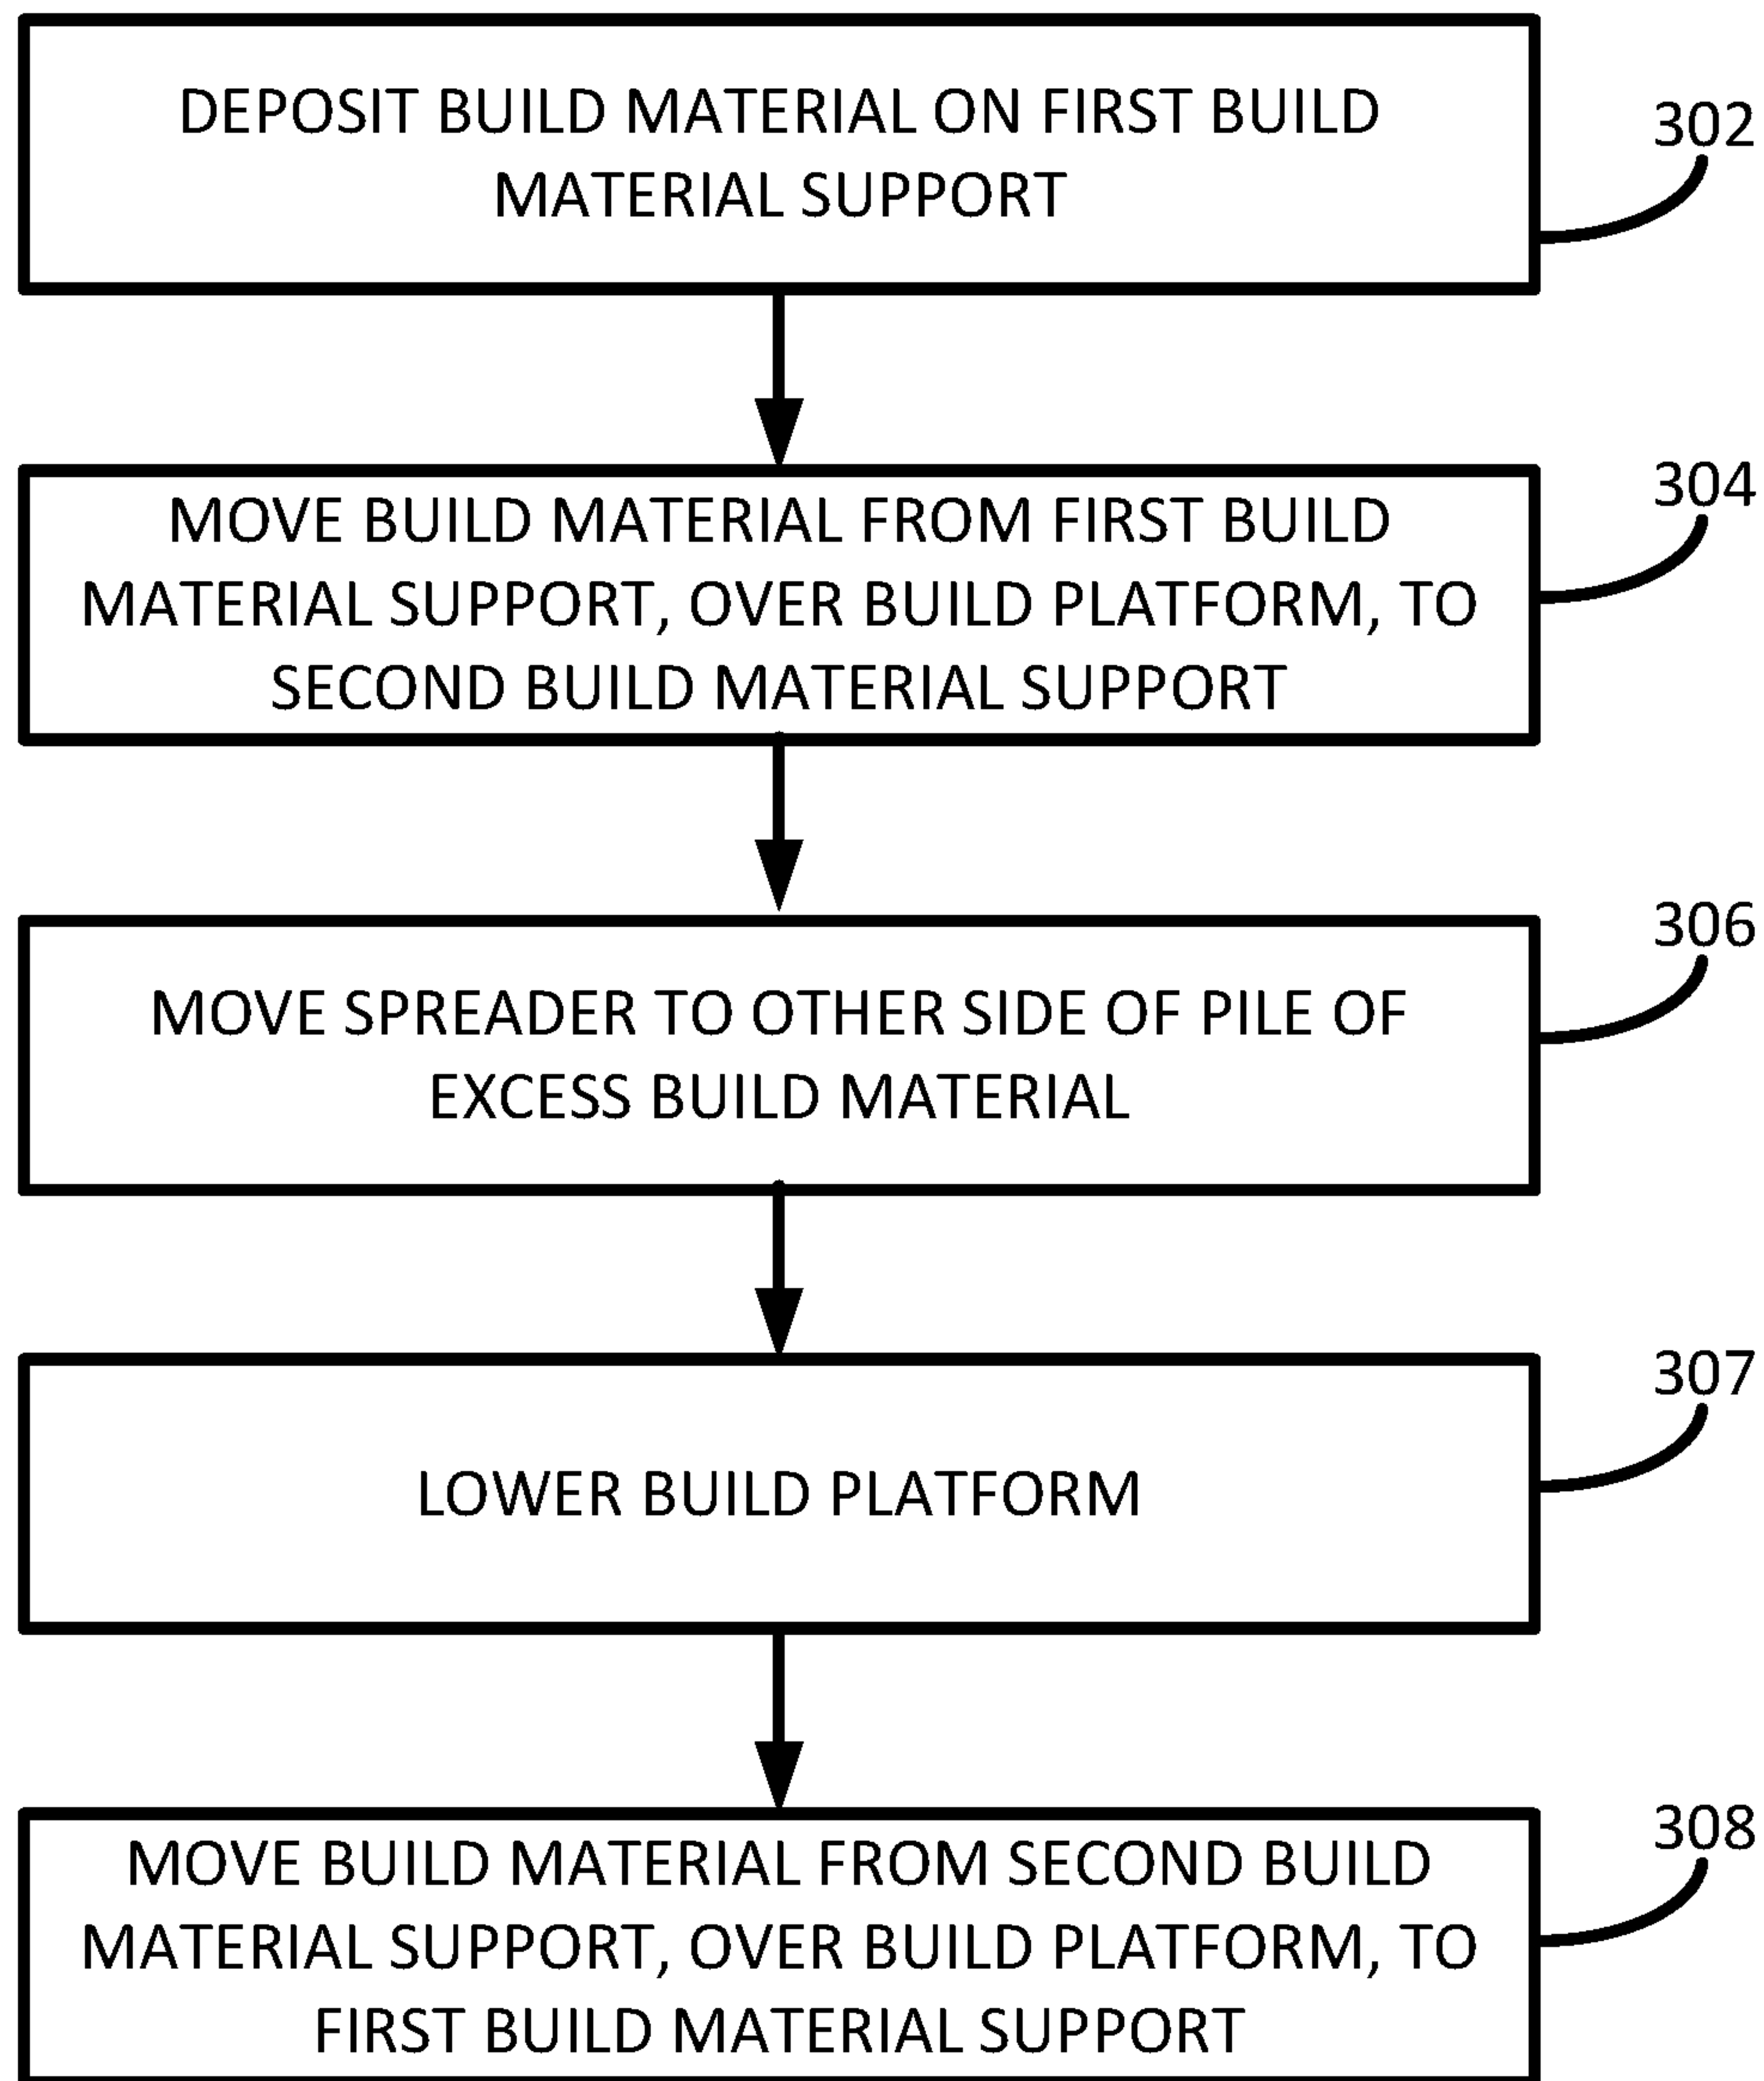 DEPOSIT BUILD MATERIAL ON FIRST BUILD
MATERIAL SUPPORT
302
MOVE BUILD MATERIAL FROM FIRST BUILD
MATERIAL SUPPORT, OVER BUILD PLATFORM, TO
SECOND BUILD MATERIAL SUPPORT
304
MOVE SPREADER TO OTHER SIDE OF PILE OF
EXCESS BUILD MATERIAL
306
LOWER BUILD PLATFORM
307
MOVE BUILD MATERIAL FROM SECOND BUILD
MATERIAL SUPPORT, OVER BUILD PLATFORM, TO
FIRST BUILD MATERIAL SUPPORT
308